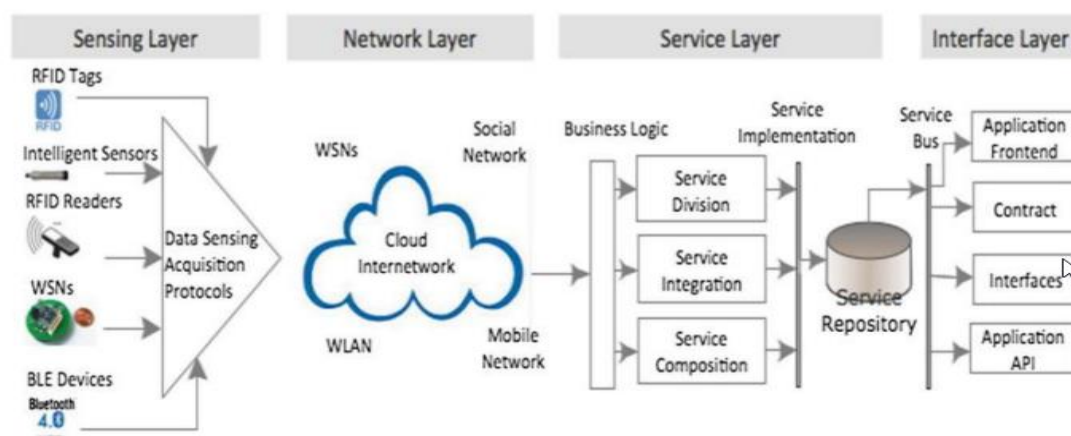 Sensing Layer
Network Layer
Service Layer
Interface Layer
RFID Tags
RFID
Intelligent Sensors
RFID Readers
WSNs
BLE Devices
Bluetooth
4.0
Data Sensing
Acquisition
Protocols
WSNs
Social
Network
Cloud
Internetwork
WLAN
Mobile
Network
Business Logic
Service
Division
Service
Integration
Service
Composition
Service
Implementation
Service
Repository
Service
Bus
Application
Frontend
Contract
Interfaces
Application
API